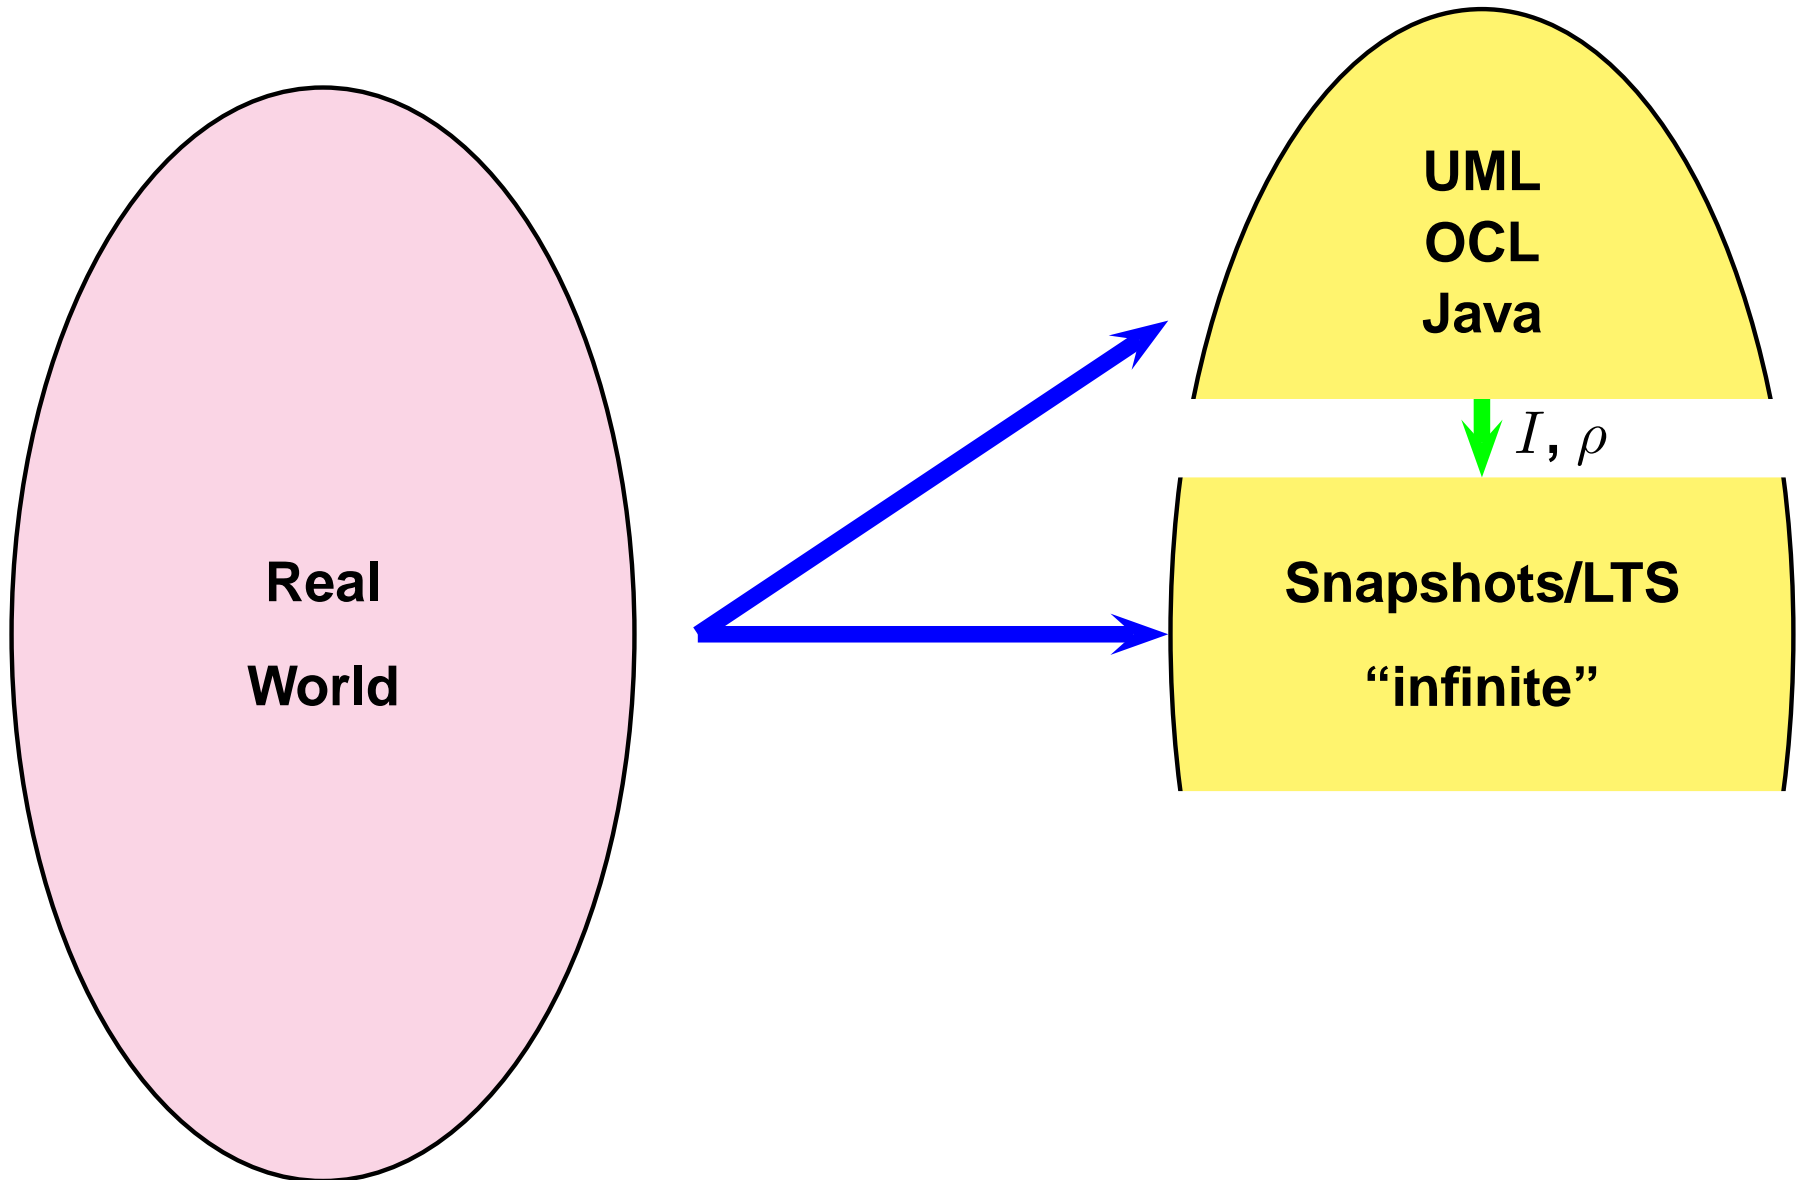 Real
World
UML
OCL
Java
I, ρ
Snapshots/LTS
“infinite”